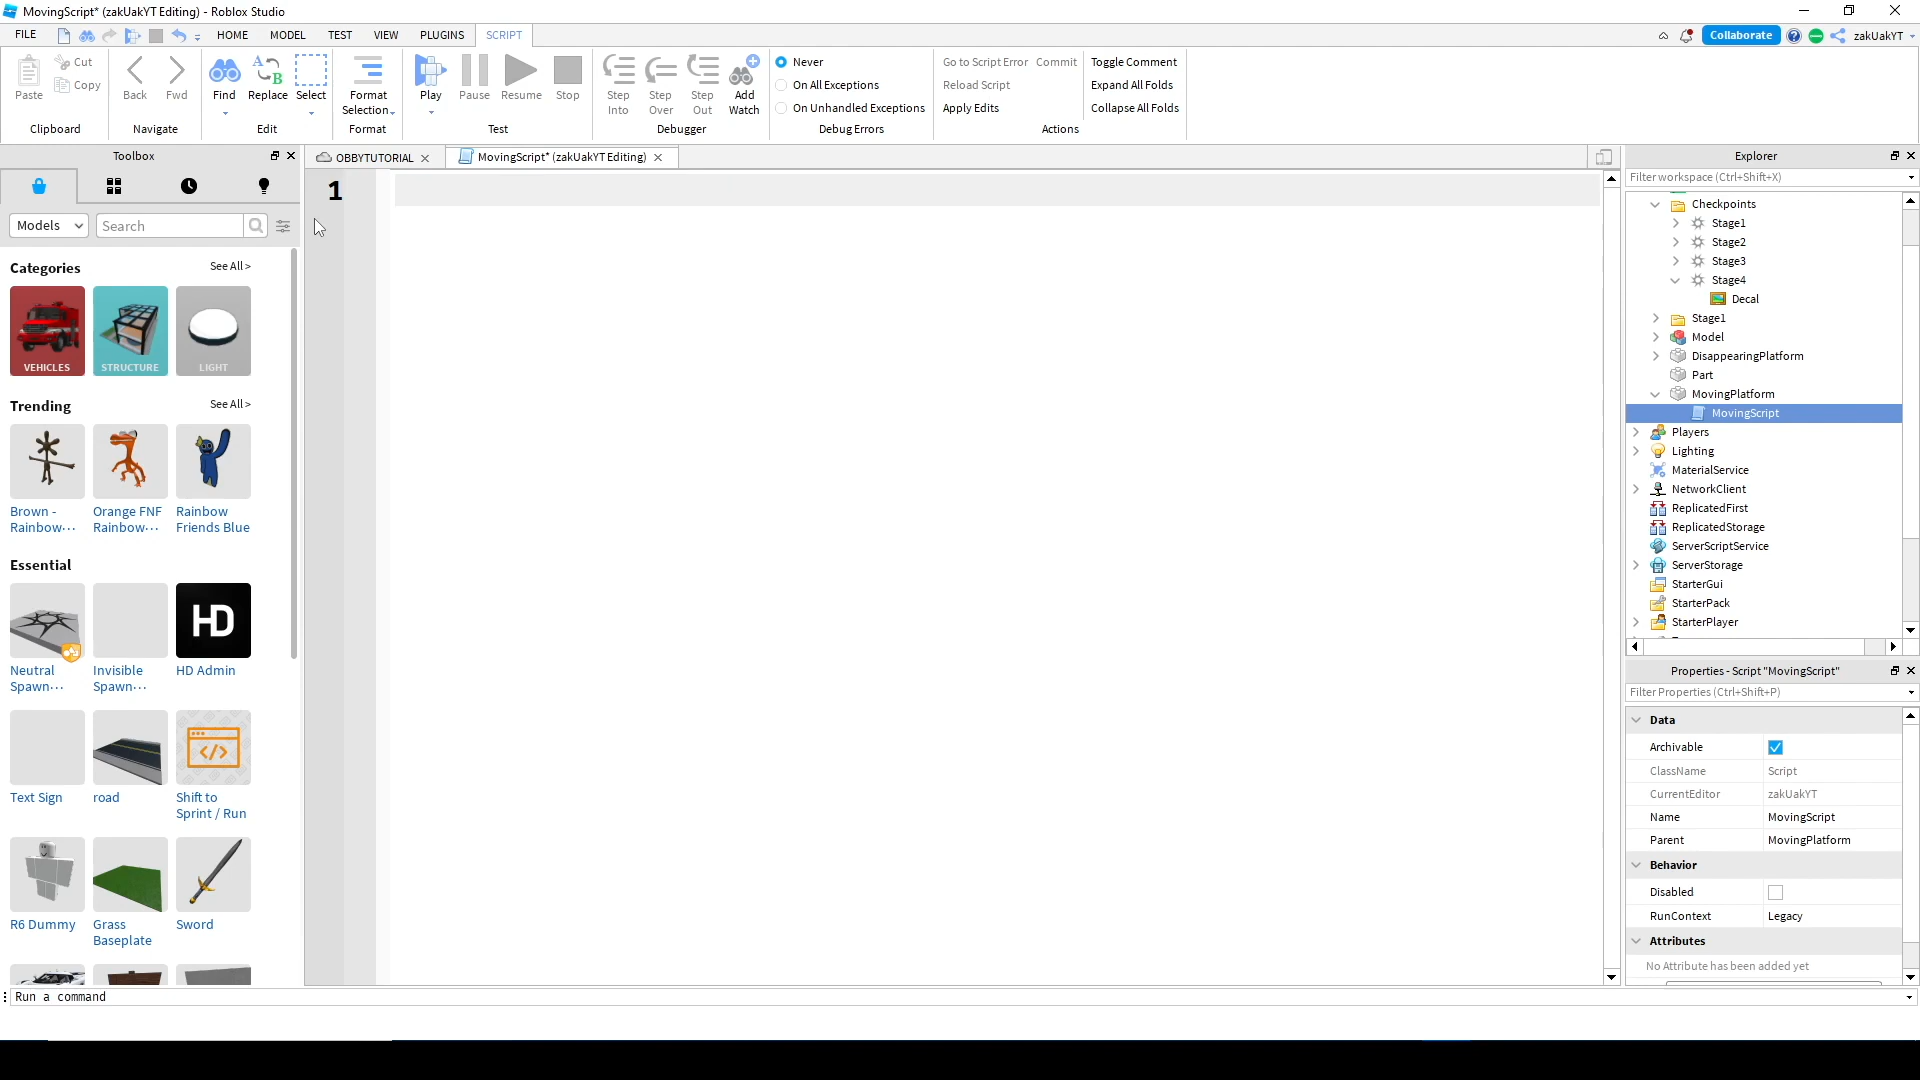 MovingScript* (zakUakYT Editing) - Roblox Studio
FILE HOME MODEL TEST VIEW PLUGINS SCRIPT Collaborate zakUakYT
Paste Cut Copy Clipboard
Back Fwd Navigate
Find Replace Select Edit
Format Selection Format
Play Pause Resume Stop Test
Step Into Step Over Step Out Add Watch Debugger
Never
On All Exceptions
On Unhandled Exceptions
Debug Errors
Go to Script Error Commit
Reload Script
Apply Edits
Toggle Comment
Expand All Folds
Collapse All Folds
Actions
Toolbox
Models Search
Categories See All >
VEHICLES STRUCTURE LIGHT
Trending See All >
Brown - Rainbow... Orange FNF Rainbow... Rainbow Friends Blue
Essential
HD
Neutral Spawn... Invisible Spawn... HD Admin
Text Sign road Shift to Sprint / Run
R6 Dummy Grass Baseplate Sword
OBBYTUTORIAL MovingScript* (zakUakYT Editing)
1
Explorer
Filter workspace (Ctrl+Shift+X)
Checkpoints
Stage1
Stage2
Stage3
Stage4
Decal
Stage1
Model
DisappearingPlatform
Part
MovingPlatform
MovingScript
Players
Lighting
MaterialService
NetworkClient
ReplicatedFirst
ReplicatedStorage
ServerScriptService
ServerStorage
StarterGui
StarterPack
StarterPlayer
Properties - Script "MovingScript"
Filter Properties (Ctrl+Shift+P)
Data
Archivable
ClassName Script
CurrentEditor zakUakYT
Name MovingScript
Parent MovingPlatform
Behavior
Disabled
RunContext Legacy
Attributes
No Attribute has been added yet
Run a command